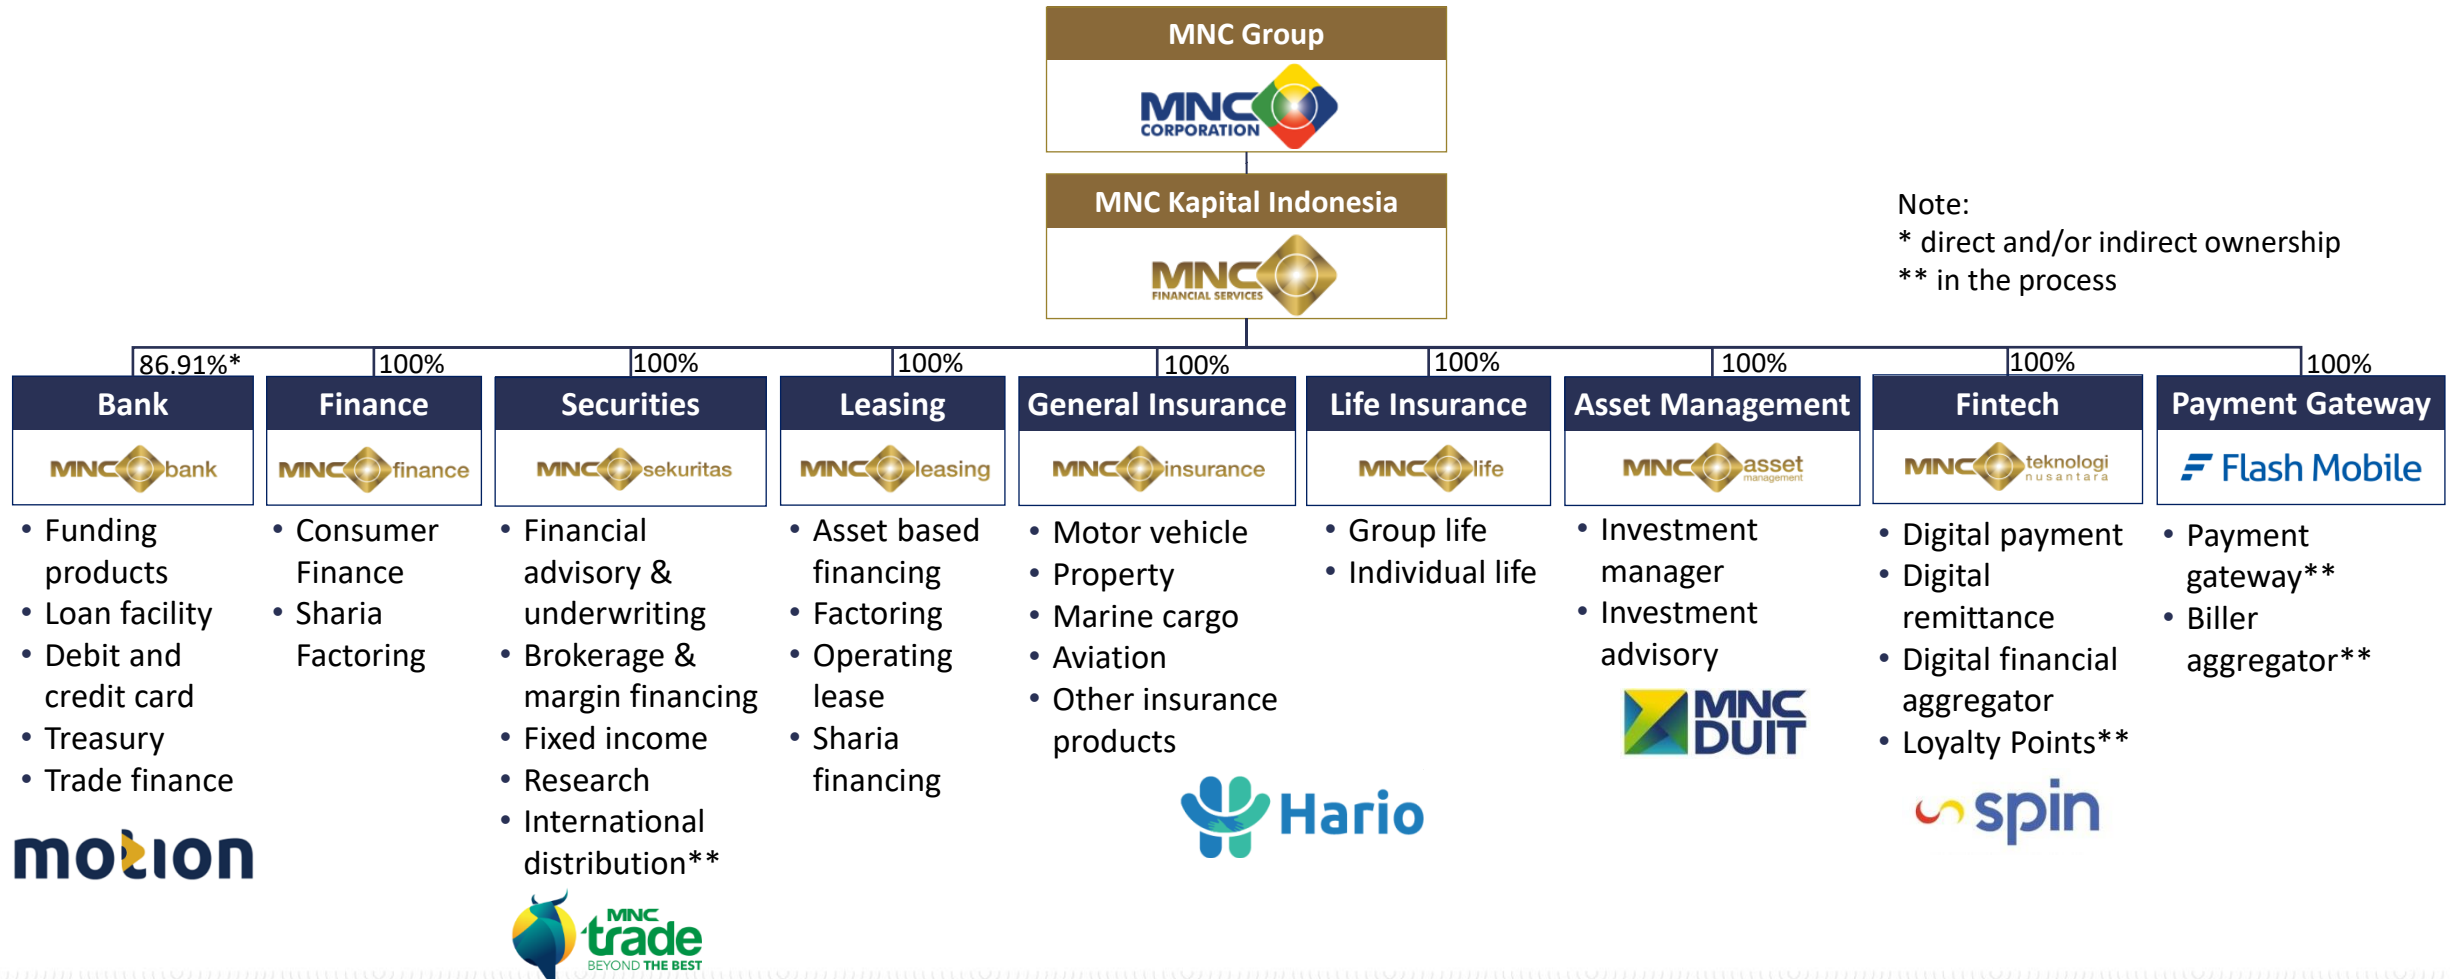 MNC Group
MNC
CORPORATION
MNC Kapital Indonesia
MNC
FINANCIAL SERVICES
Note:
* direct and/or indirect ownership
** in the process
86.91%*
100%
100%
100%
100%
100%
100%
100%
100%
Bank
MNC bank
• Funding
products
• Loan facility
• Debit and
credit card
• Treasury
• Trade finance
motion
Finance
MNC finance
• Consumer
Finance
• Sharia
Factoring
Securities
MNC sekuritas
• Financial
advisory &
underwriting
• Brokerage &
margin financing
• Fixed income
• Research
• International
distribution**
MNC
trade
BEYOND THE BEST
Leasing
MNC leasing
• Asset based
financing
• Factoring
• Operating
lease
• Sharia
financing
General Insurance
MNC insurance
• Motor vehicle
• Property
• Marine cargo
• Aviation
• Other insurance
products
Hario
Life Insurance
MNC life
• Group life
• Individual life
Asset Management
MNC asset
management
• Investment
manager
• Investment
advisory
MNC
DUIT
Fintech
MNC teknologi
nusantara
• Digital payment
• Digital
remittance
• Digital financial
aggregator
• Loyalty Points**
spin
Payment Gateway
Flash Mobile
• Payment
gateway**
• Biller
aggregator**